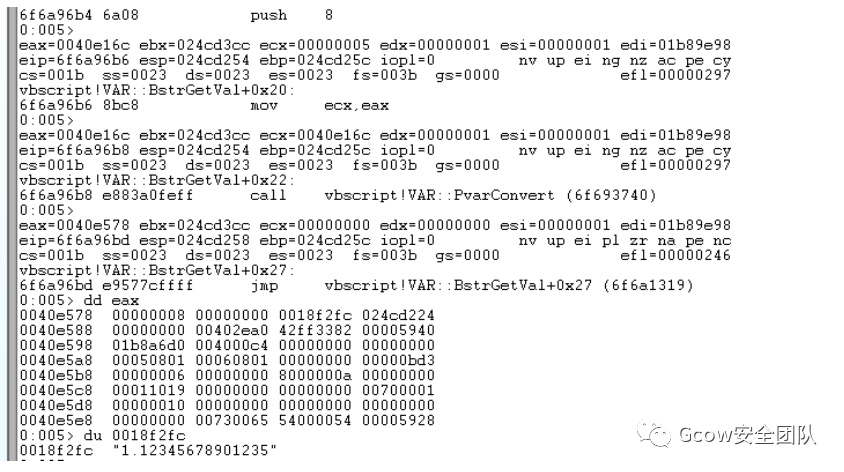 6f6a96b4 6a08            push    8
0:005>
eax=0040e16c ebx=024cd3cc ecx=00000005 edx=00000001 esi=00000001 edi=01b89e98
eip=6f6a96b6 esp=024cd254 ebp=024cd25c iopl=0         nv up ei ng nz ac pe cy
cs=001b  ss=0023  ds=0023  es=0023  fs=003b  gs=0000             efl=00000297
vbscript!VAR::BstrGetVal+0x20:
6f6a96b6 8bc8            mov     ecx,eax
0:005>
eax=0040e16c ebx=024cd3cc ecx=0040e16c edx=00000001 esi=00000001 edi=01b89e98
eip=6f6a96b8 esp=024cd254 ebp=024cd25c iopl=0         nv up ei ng nz ac pe cy
cs=001b  ss=0023  ds=0023  es=0023  fs=003b  gs=0000             efl=00000297
vbscript!VAR::BstrGetVal+0x22:
6f6a96b8 e883a0feff      call    vbscript!VAR::PvarConvert (6f693740)
0:005>
eax=0040e578 ebx=024cd3cc ecx=00000000 edx=00000000 esi=00000001 edi=01b89e98
eip=6f6a96bd esp=024cd258 ebp=024cd25c iopl=0         nv up ei pl zr na pe nc
cs=001b  ss=0023  ds=0023  es=0023  fs=003b  gs=0000             efl=00000246
vbscript!VAR::BstrGetVal+0x27:
6f6a96bd e9577cffff      jmp     vbscript!VAR::BstrGetVal+0x27 (6f6a1319)
0:005> dd eax
0040e578  00000008 00000000 0018f2fc 024cd224
0040e588  00000000 00402ea0 42ff3382 00005940
0040e598  01b8a6d0 004000c4 00000000 00000000
0040e5a8  00050801 00060801 00000000 00000bd3
0040e5b8  00000006 00000000 8000000a 00000000
0040e5c8  00011019 00000000 00000000 00700001
0040e5d8  00000010 00000000 00000000 00000000
0040e5e8  00000000 00730065 54000054 00005928
0:005> du 0018f2fc
0018f2fc  "1.12345678901235"
Gcow安全团队